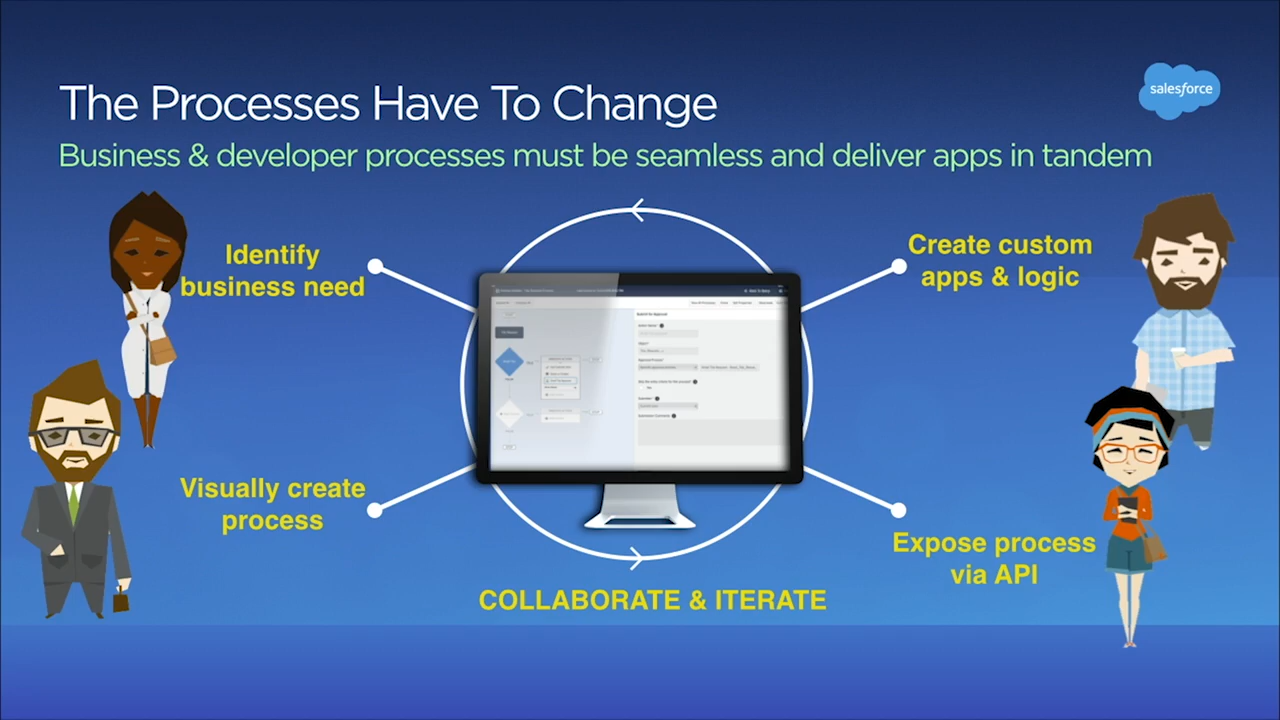 The Processes Have To Change
salesforce
Business & developer processes must be seamless and deliver apps in tandem
Identify
business need
Create custom
apps & logic
Visually create
process
Expose process
via API
COLLABORATE & ITERATE